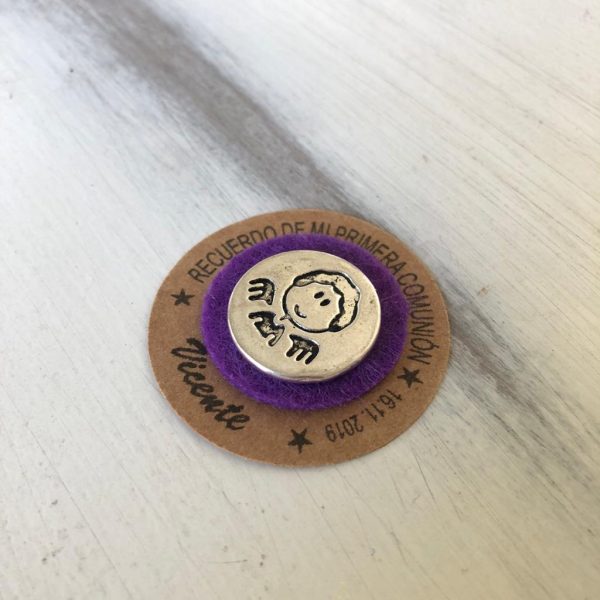 RECUERDO DE MI PRIMERA COMUNIÓN
16.11.2019
Vicente